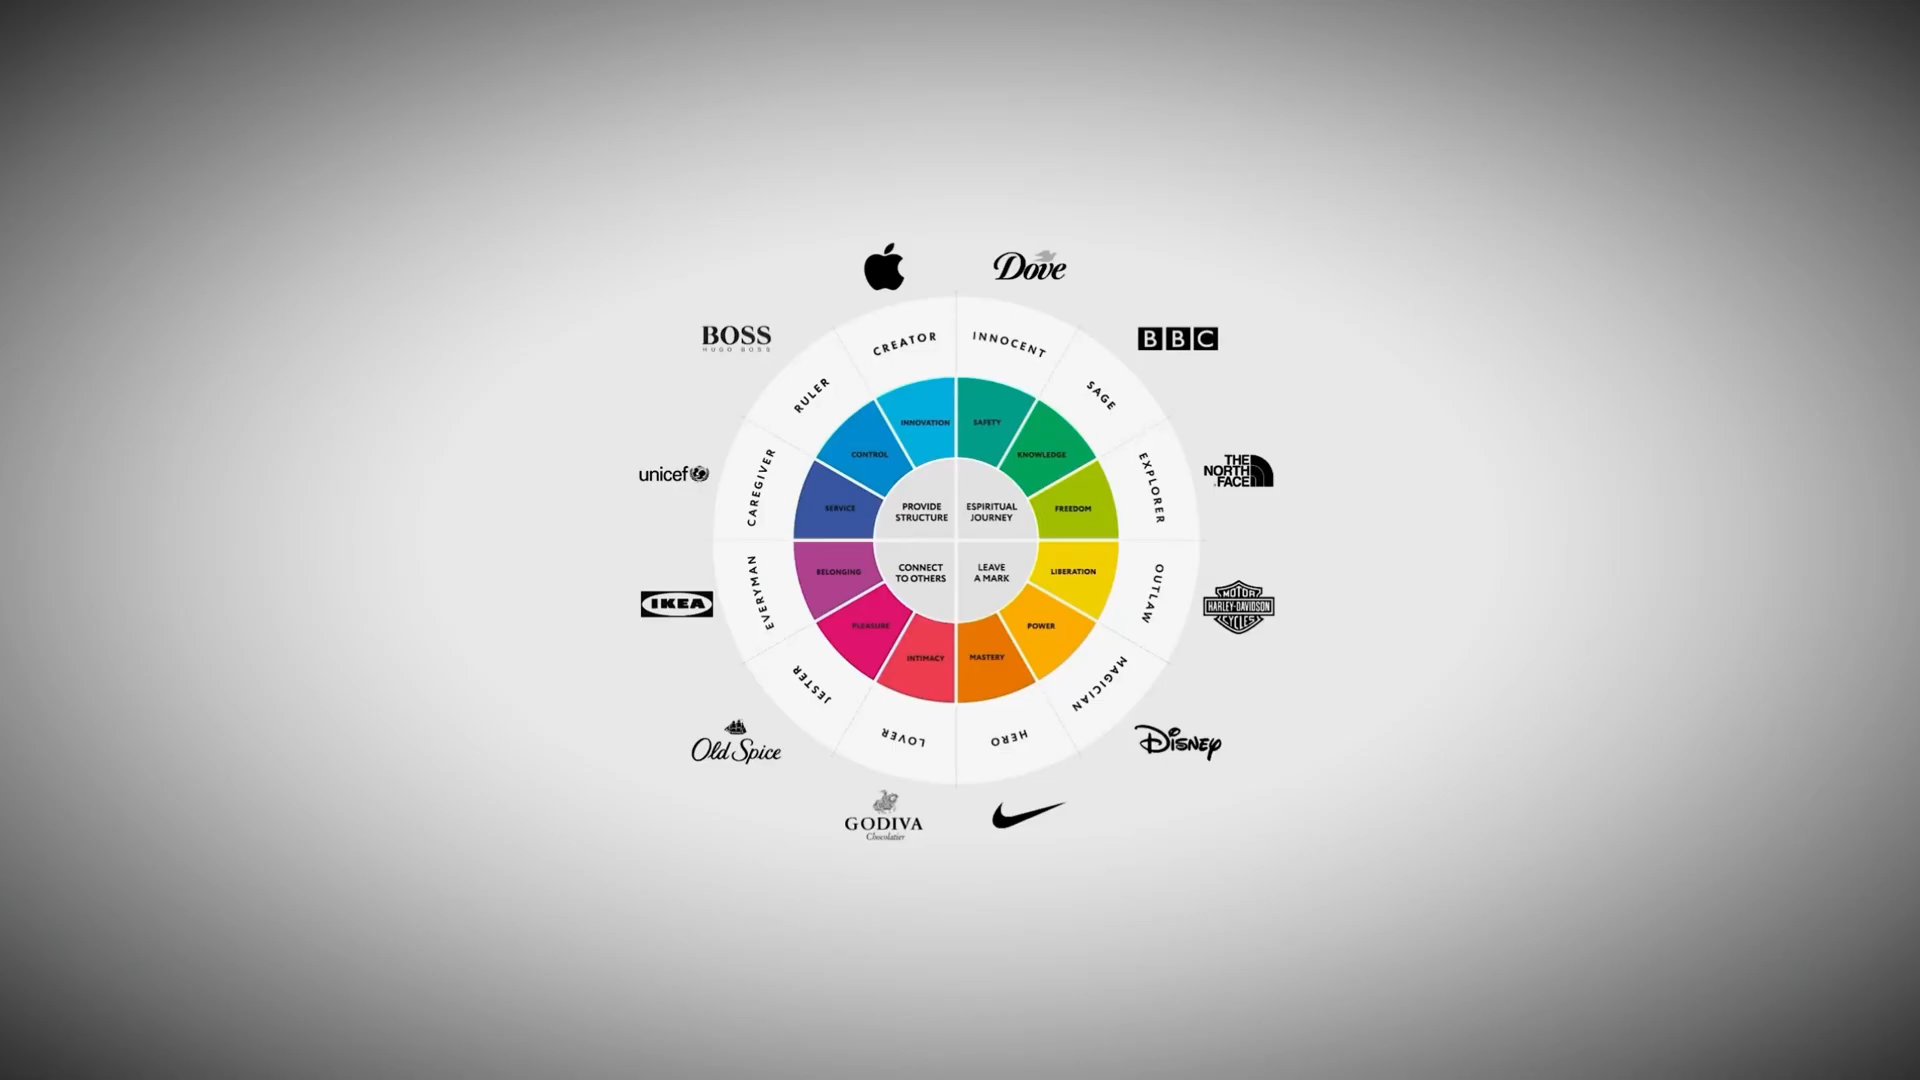 Dove
BOSS
HUGO BOSS
BBC
CREATOR
INNOCENT
RULER
SAGE
INNOVATION
SAFETY
CONTROL
KNOWLEDGE
unicef
CAREGIVER
EXPLORER
THE
NORTH
FACE
SERVICE
PROVIDE
STRUCTURE
ESPIRITUAL
JOURNEY
FREEDOM
BELONGING
CONNECT
TO OTHERS
LEAVE
A MARK
LIBERATION
IKEA
EVERYMAN
OUTLAW
MOTOR
HARLEY-DAVIDSON
CYCLES
PLEASURE
POWER
INTIMACY
MASTERY
JESTER
MAGICIAN
LOVER
HERO
Old Spice
DISNEY
GODIVA
Chocolatier